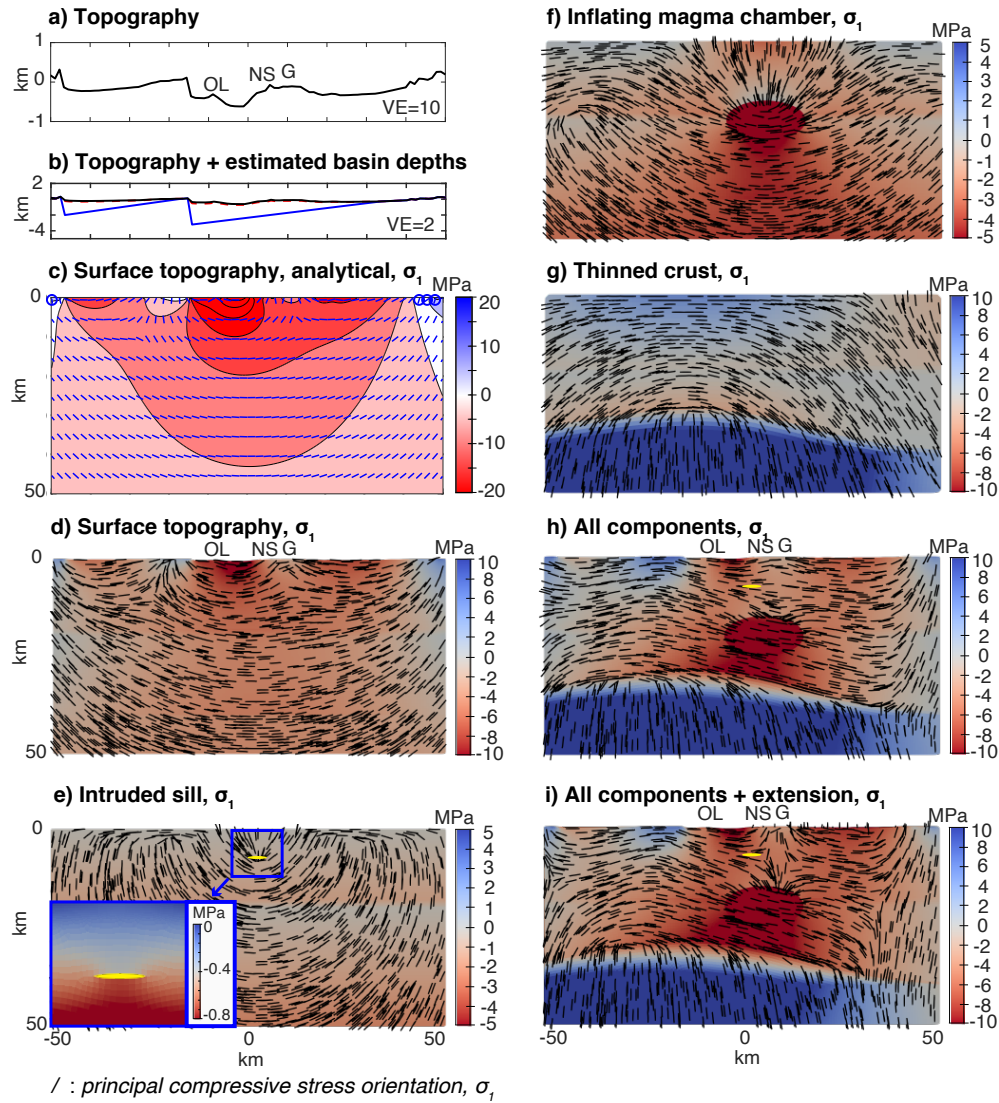 a) Topography
1
0
-1
km
OL
NS
G
VE=10
b) Topography + estimated basin depths
2
-4
km
VE=2
c) Surface topography, analytical, σ1
MPa
0
50
km
20
10
0
-10
-20
d) Surface topography, σ1
OL NS G
MPa
0
50
km
10
8
6
4
2
0
-2
-4
-6
-8
-10
e) Intruded sill, σ1
MPa
0
50
km
5
4
3
2
1
0
-1
-2
-3
-4
-5
MPa
0
-0.4
-0.8
-50
0
50
km
/ : principal compressive stress orientation, σ1
f) Inflating magma chamber, σ1
MPa
5
4
3
2
1
0
-1
-2
-3
-4
-5
g) Thinned crust, σ1
MPa
10
8
6
4
2
0
-2
-4
-6
-8
-10
h) All components, σ1
OL NS G
MPa
10
8
6
4
2
0
-2
-4
-6
-8
-10
i) All components + extension, σ1
OL NS G
MPa
10
8
6
4
2
0
-2
-4
-6
-8
-10
-50
0
50
km